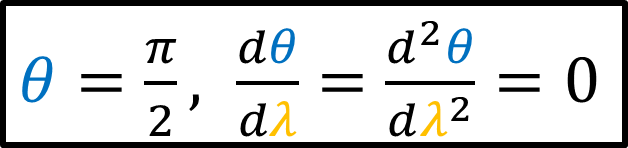 θ = π/2, dθ/dλ = d²θ/dλ² = 0